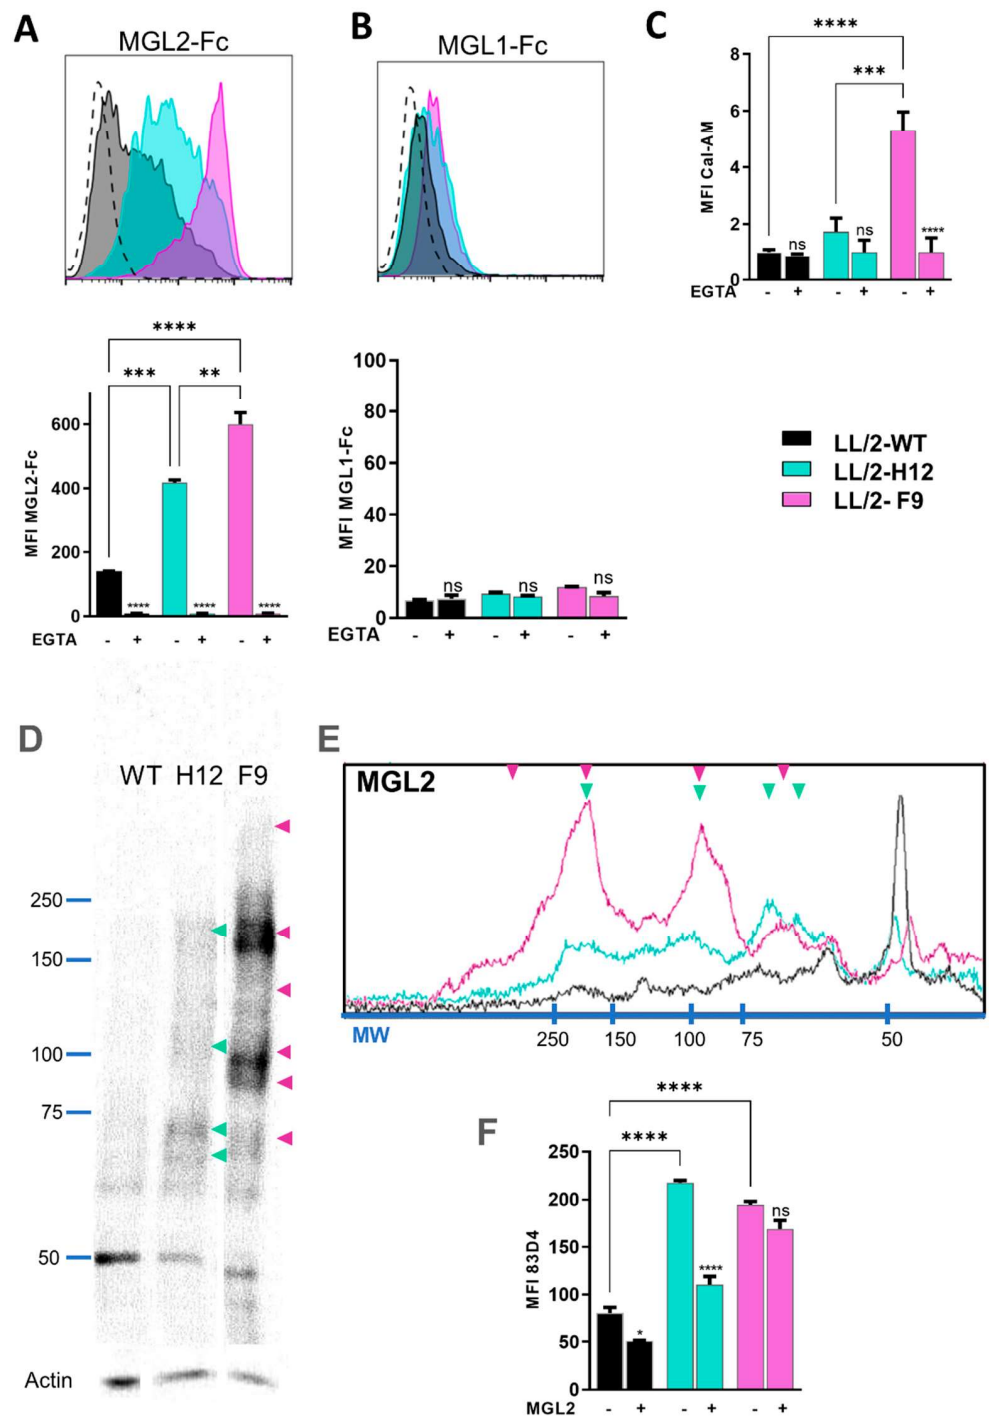 A
MGL2-Fc
B
MGL1-Fc
C
****
***
8
6
4
2
0
MFI Cal-AM
ns
ns
****
EGTA
- + - + - +
****
*** **
600
400
200
0
MFI MGL2-Fc
**** **** ****
EGTA
- + - + - +
100
80
60
40
20
0
MFI MGL1-Fc
ns ns ns
EGTA
- + - + - +
LL/2-WT
LL/2-H12
LL/2- F9
D
WT H12 F9
250
150
100
75
50
Actin
E
MGL2
MW
250 150 100 75 50
F
****
****
250
200
150
100
50
0
MFI 83D4
*
****
ns
MGL2
- + - + - +